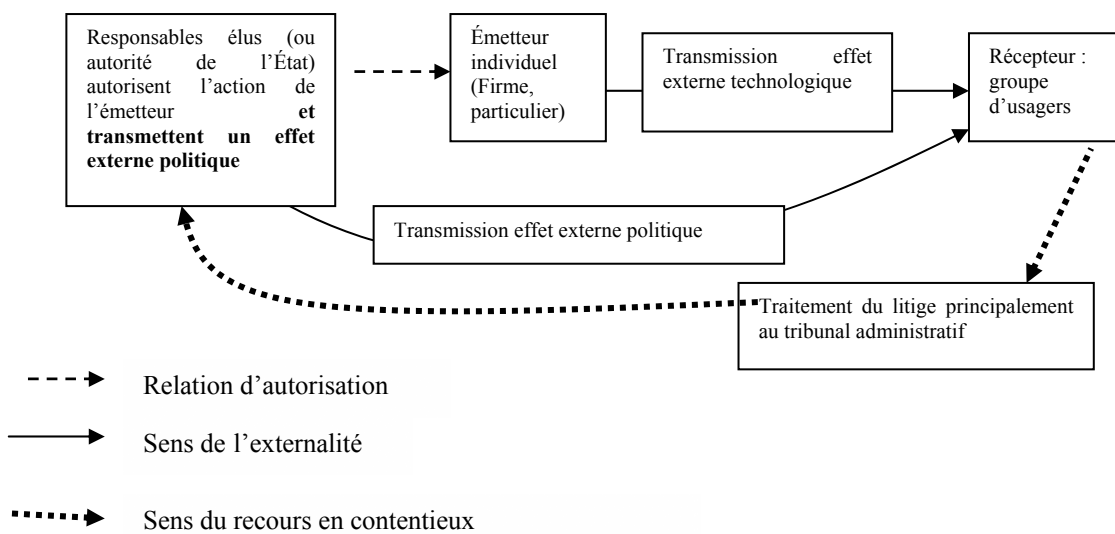 Responsables élus (ou
autorité de l’État)
autorisent l’action de
l’émetteur et
transmettent un effet
externe politique
Émetteur
individuel
(Firme,
particulier)
Transmission effet
externe technologique
Récepteur :
groupe
d’usagers
Transmission effet externe politique
Traitement du litige principalement
au tribunal administratif
Relation d’autorisation
Sens de l’externalité
Sens du recours en contentieux